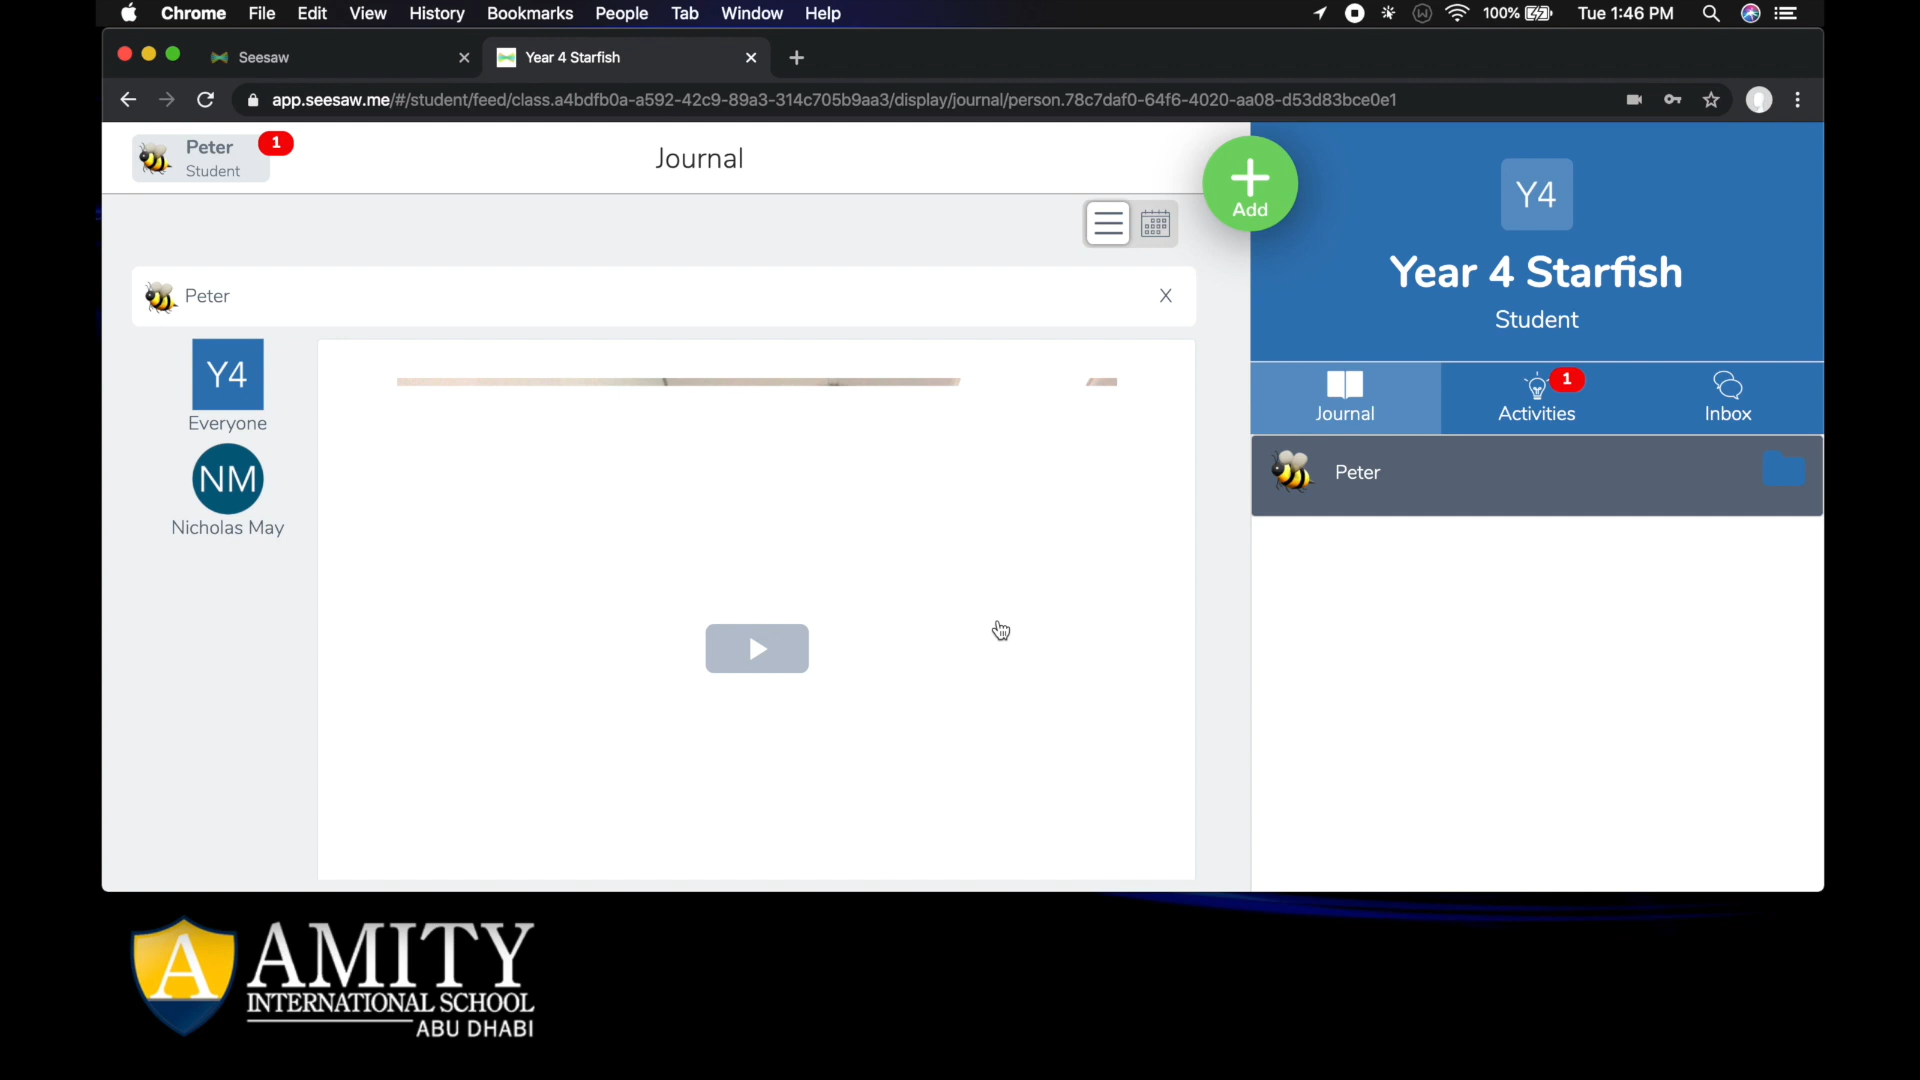 Chrome File Edit View History Bookmarks People Tab Window Help
100% Tue 1:46 PM
Seesaw
Year 4 Starfish
app.seesaw.me/#/student/feed/class.a4bdfb0a-a592-42c9-89a3-314c705b9aa3/display/journal/person.78c7daf0-64f6-4020-aa08-d53d83bce0e1
Peter
Student
1
Journal
Add
Y4
Year 4 Starfish
Student
Journal
Activities
1
Inbox
Peter
Peter
X
Y4
Everyone
NM
Nicholas May
A
AMITY
INTERNATIONAL SCHOOL
ABU DHABI